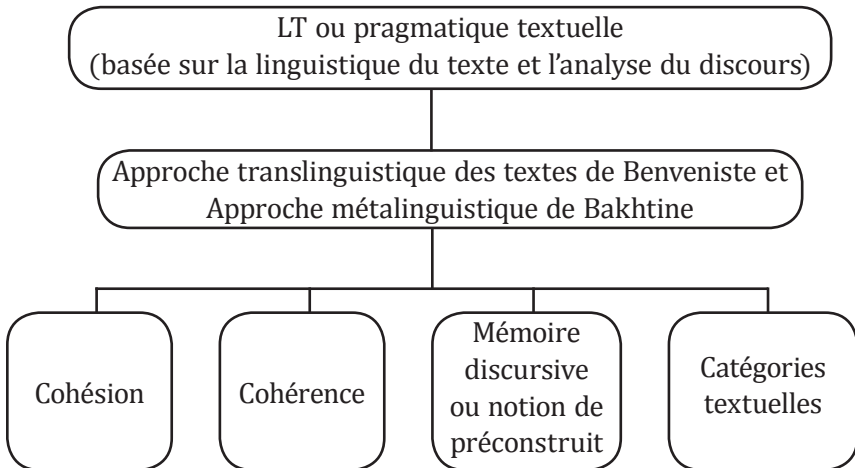 LT ou pragmatique textuelle
(basée sur la linguistique du texte et l’analyse du discours)
Approche translinguistique des textes de Benveniste et
Approche métalinguistique de Bakhtine
Cohésion
Cohérence
Mémoire
discursive
ou notion de
préconstruit
Catégories
textuelles